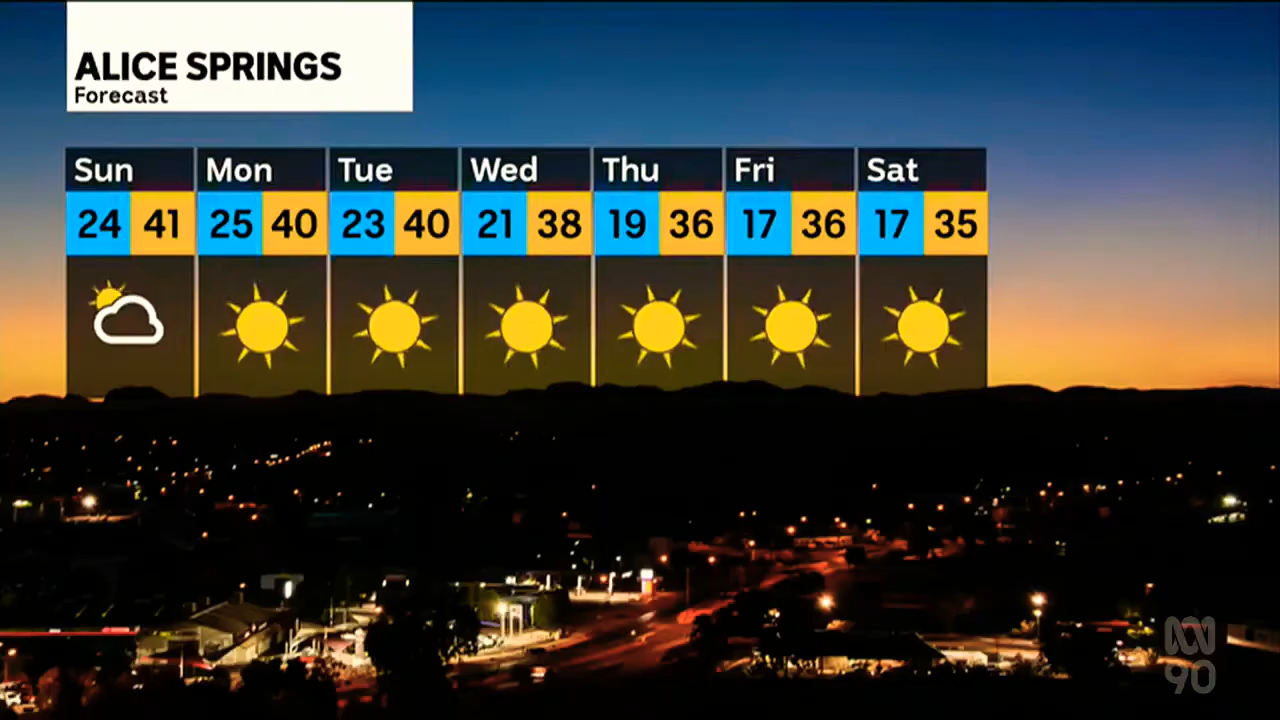 ALICE SPRINGS
Forecast
Sun Mon Tue Wed Thu Fri Sat
24 41 25 40 23 40 21 38 19 36 17 36 17 35
90